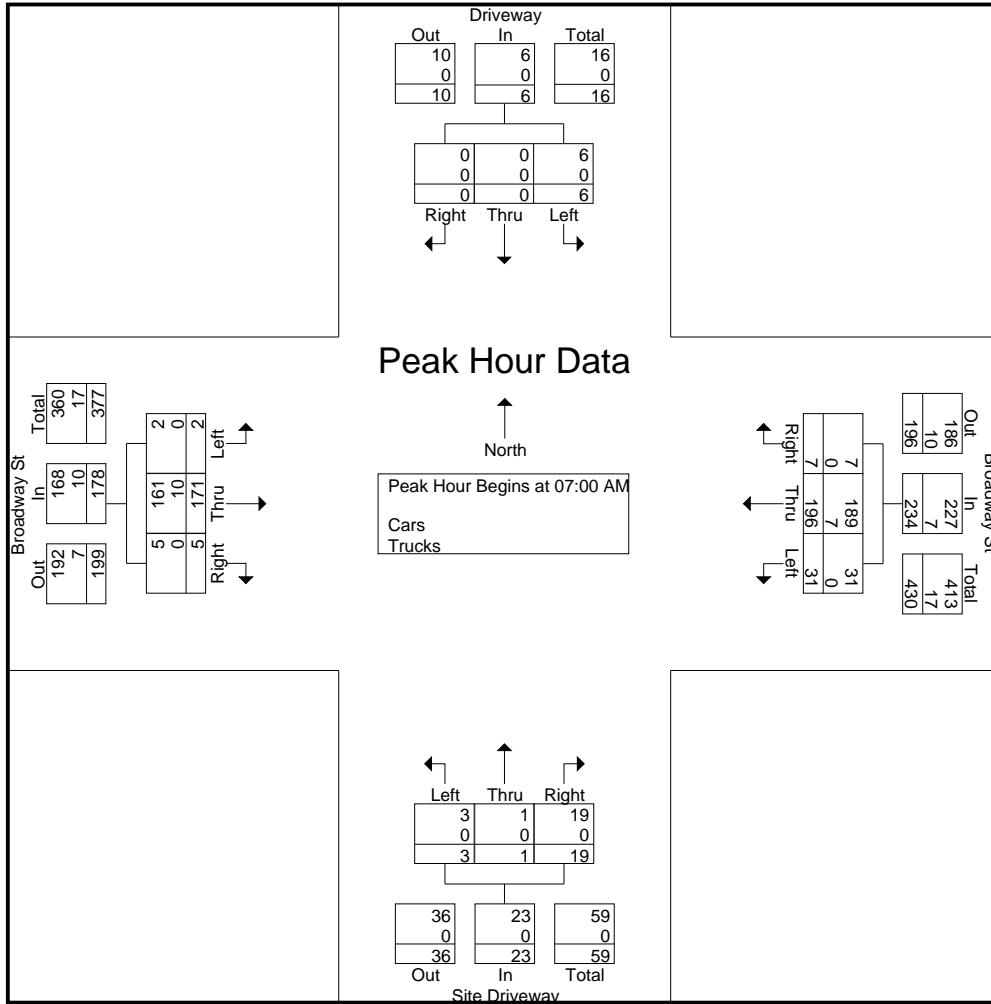 Driveway
Out In Total
10 6 16
0 0 0
10 6 16
0 0 6
0 0 0
0 0 6
Right Thru Left
Peak Hour Data
North
Peak Hour Begins at 07:00 AM
Cars
Trucks
Broadway St
Out In Total
192 168 360
7 10 17
199 178 377
Left Thru Right
2 161 5
0 10 0
2 171 5
Broadway St
Out In Total
186 227 413
10 7 17
196 234 430
7 189 31
0 7 0
7 196 31
Right Thru Left
Left Thru Right
3 1 19
0 0 0
3 1 19
36 23 59
0 0 0
36 23 59
Out In Total
Site Driveway